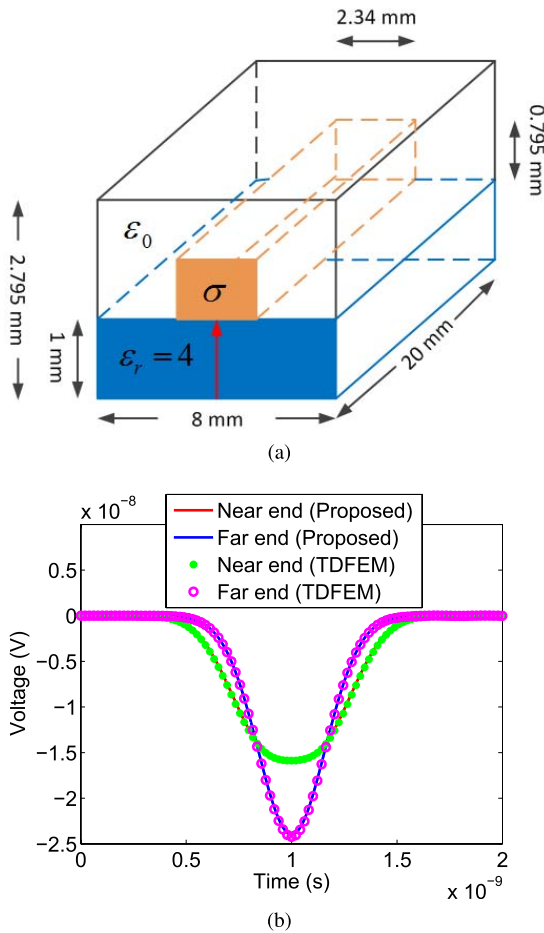 2.34 mm
0.795 mm
ε₀
2.795 mm
σ
1 mm
εᵣ = 4
20 mm
8 mm
(a)
x 10⁻⁸
Near end (Proposed)
Far end (Proposed)
Near end (TDFEM)
Far end (TDFEM)
0.5
0
−0.5
−1
−1.5
−2
−2.5
Voltage (V)
0 0.5 1 1.5 2
Time (s)
x 10⁻⁹
(b)